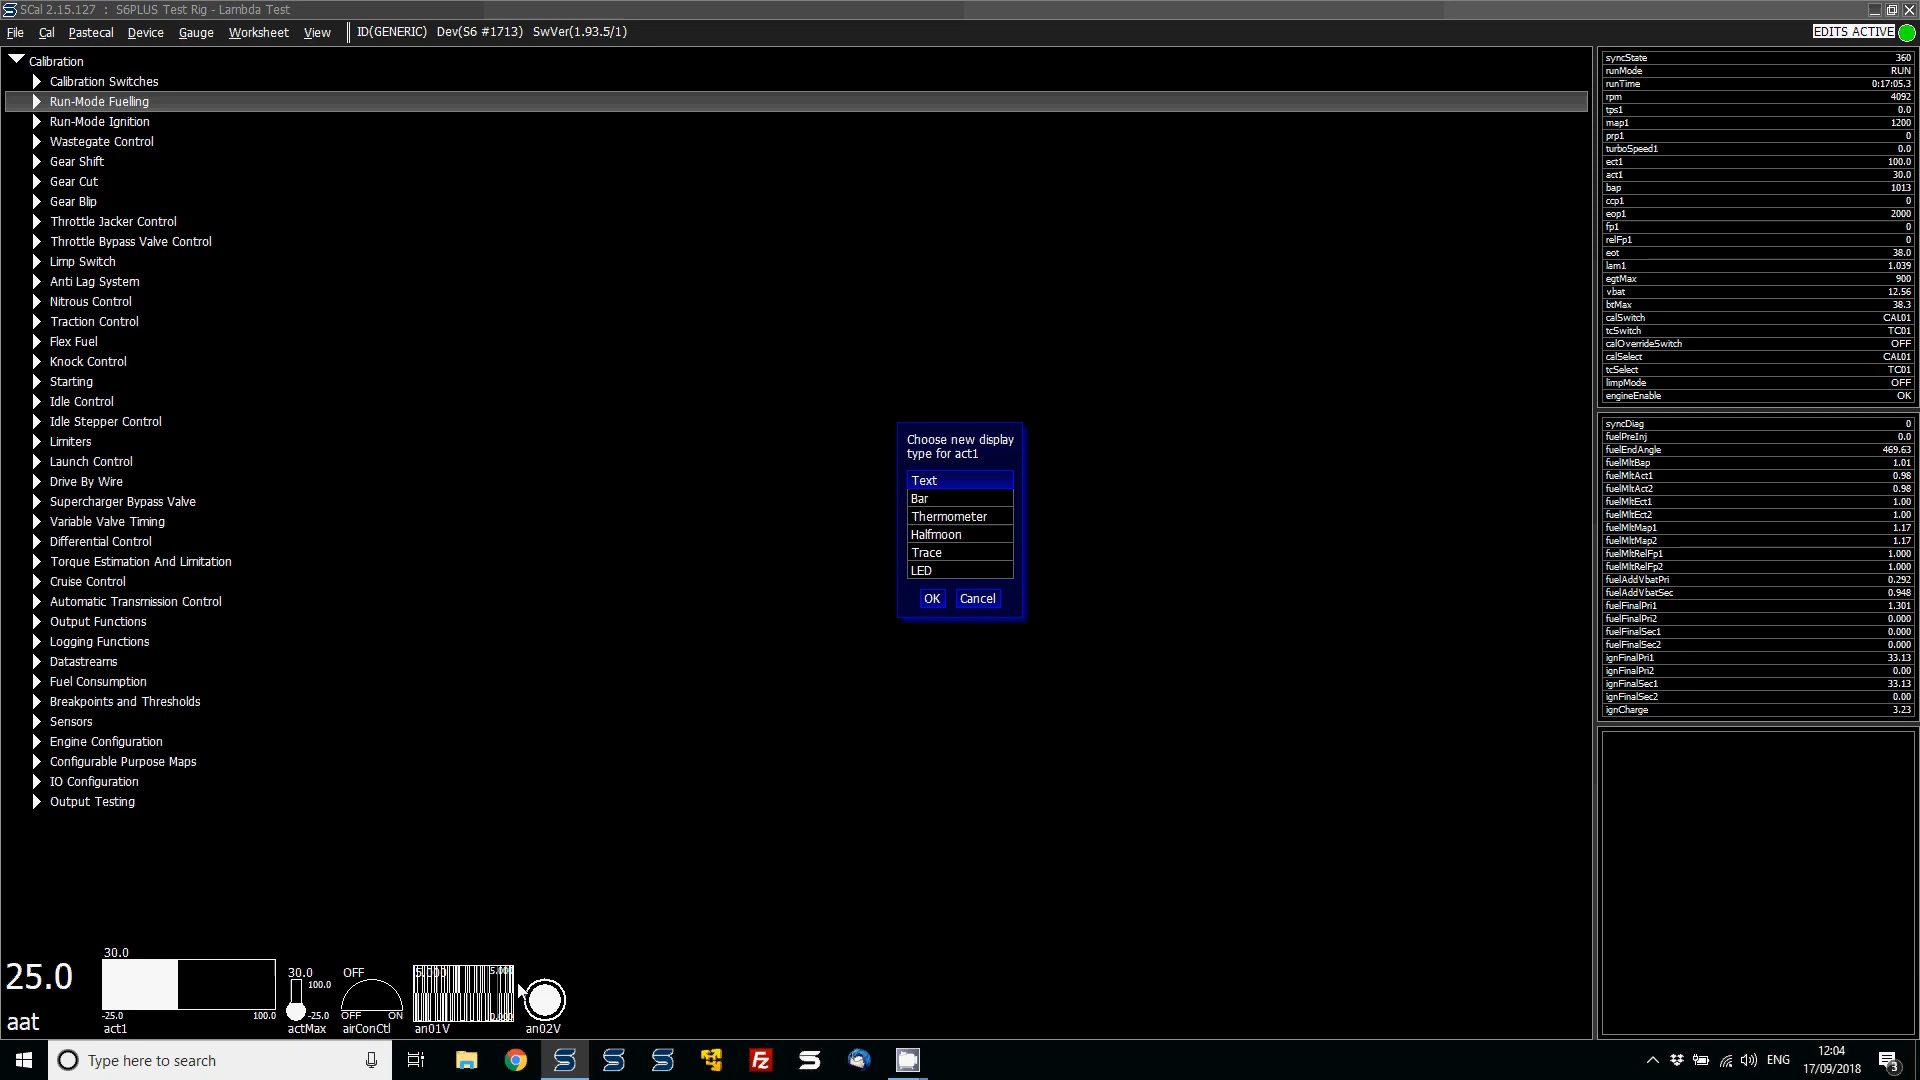 SCal 2.15.127 : S6PLUS Test Rig - Lambda Test
File Cal Pastecal Device Gauge Worksheet View ID(GENERIC) Dev(S6 #1713) SwVer(1.93.5/1) EDITS ACTIVE
Calibration
Calibration Switches
Run-Mode Fuelling
Run-Mode Ignition
Wastegate Control
Gear Shift
Gear Cut
Gear Blip
Throttle Jacker Control
Throttle Bypass Valve Control
Limp Switch
Anti Lag System
Nitrous Control
Traction Control
Flex Fuel
Knock Control
Starting
Idle Control
Idle Stepper Control
Limiters
Launch Control
Drive By Wire
Supercharger Bypass Valve
Variable Valve Timing
Differential Control
Torque Estimation And Limitation
Cruise Control
Automatic Transmission Control
Output Functions
Logging Functions
Datastreams
Fuel Consumption
Breakpoints and Thresholds
Sensors
Engine Configuration
Configurable Purpose Maps
IO Configuration
Output Testing
Choose new display
type for act1
Text
Bar
Thermometer
Halfmoon
Trace
LED
OK Cancel
syncState 360
runMode RUN
runTime 0:17:05.3
rpm 4092
tps1 0.0
map1 1200
prp1 0
turboSpeed1 0.0
ect1 100.0
act1 30.0
bap 1013
ccp1 0
eop1 2000
fp1 0
relFp1 0
eot 38.0
lam1 1.039
egtMax 900
vbat 12.56
btMax 38.3
calSwitch CAL01
tcSwitch TC01
calOverrideSwitch OFF
calSelect CAL01
tcSelect TC01
limpMode OFF
engineEnable OK
syncDiag 0
fuelPreInj 0.0
fuelEndAngle 469.63
fuelMltBap 1.01
fuelMltAct1 0.98
fuelMltAct2 0.98
fuelMltEct1 1.00
fuelMltEct2 1.00
fuelMltMap1 1.17
fuelMltMap2 1.17
fuelMltRelFp1 1.000
fuelMltRelFp2 1.000
fuelAddVbatPri 0.292
fuelAddVbatSec 0.948
fuelFinalPri1 1.301
fuelFinalPri2 0.000
fuelFinalSec1 0.000
fuelFinalSec2 0.000
ignFinalPri1 33.13
ignFinalPri2 0.00
ignFinalSec1 33.13
ignFinalSec2 0.00
ignCharge 3.23
25.0
aat
30.0
-25.0 100.0
act1
30.0
100.0
-25.0
actMax
OFF
OFF ON
airConCtl
5.000 5.000
0.000
an01V
an02V
Type here to search
ENG
12:04
17/09/2018
3